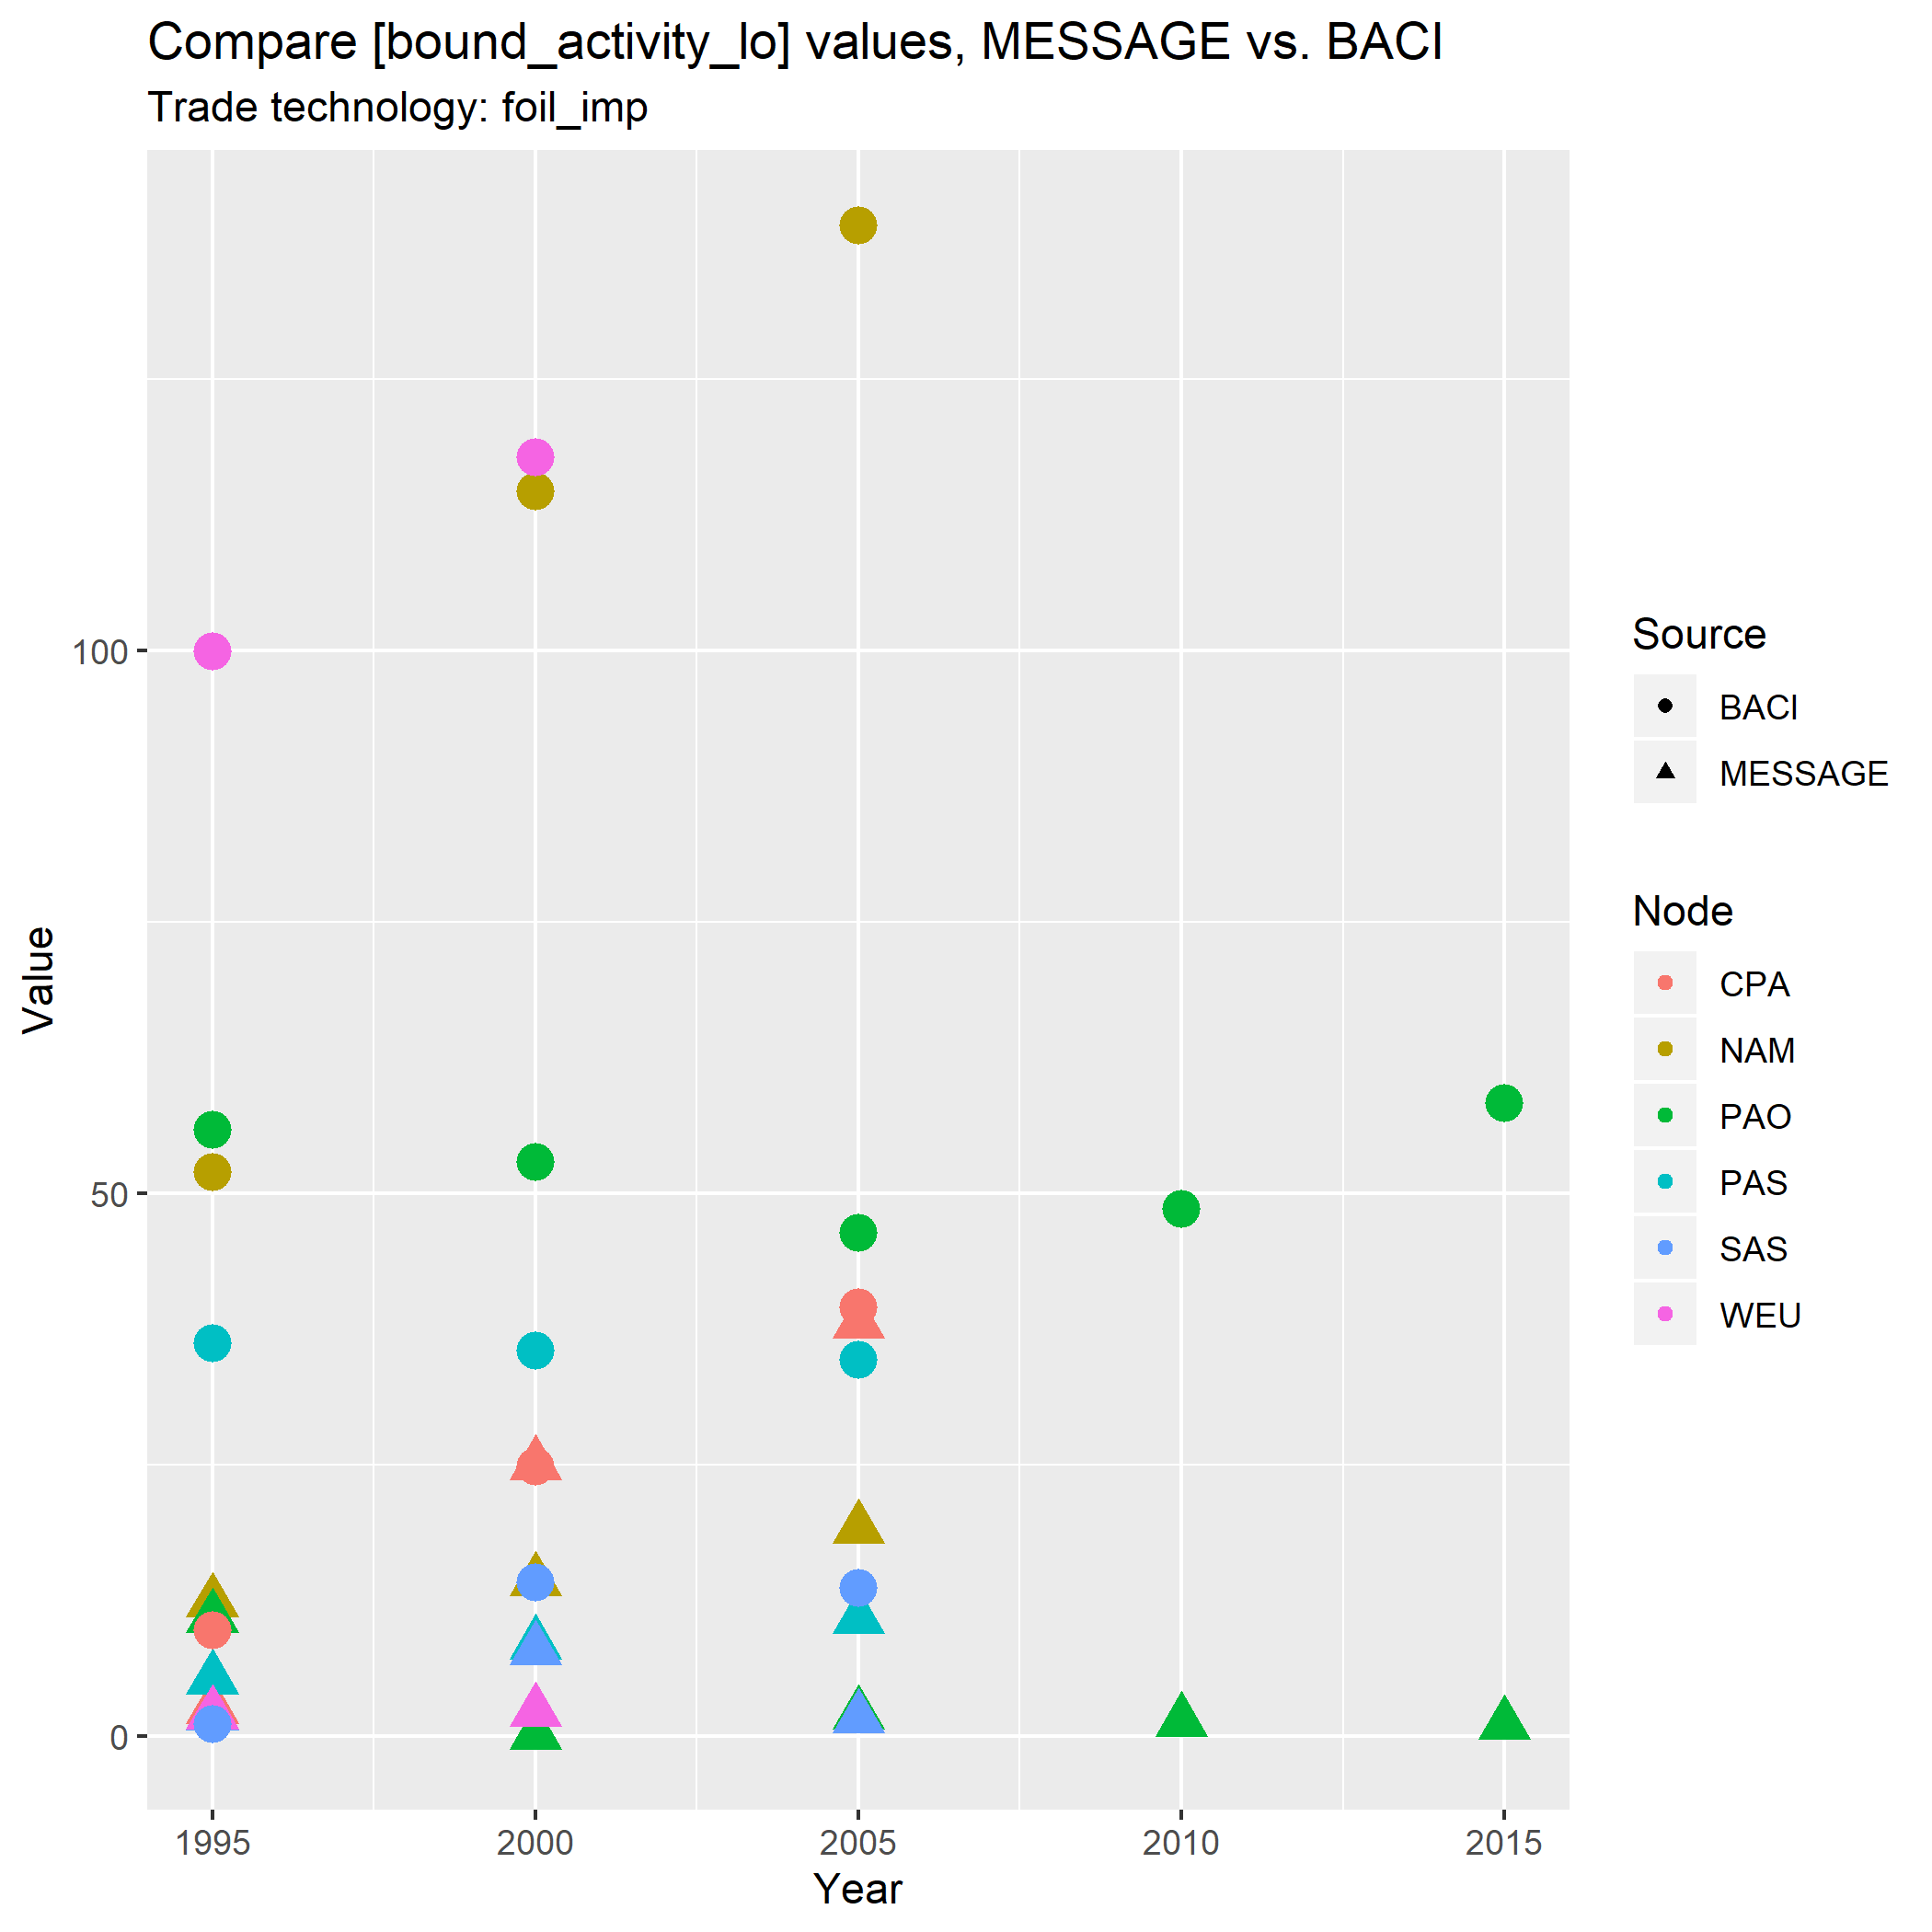 Compare [bound_activity_lo] values, MESSAGE vs. BACI
Trade technology: foil_imp
Value
100
50
0
1995 2000 2005 2010 2015
Year
Source
BACI
MESSAGE
Node
CPA
NAM
PAO
PAS
SAS
WEU